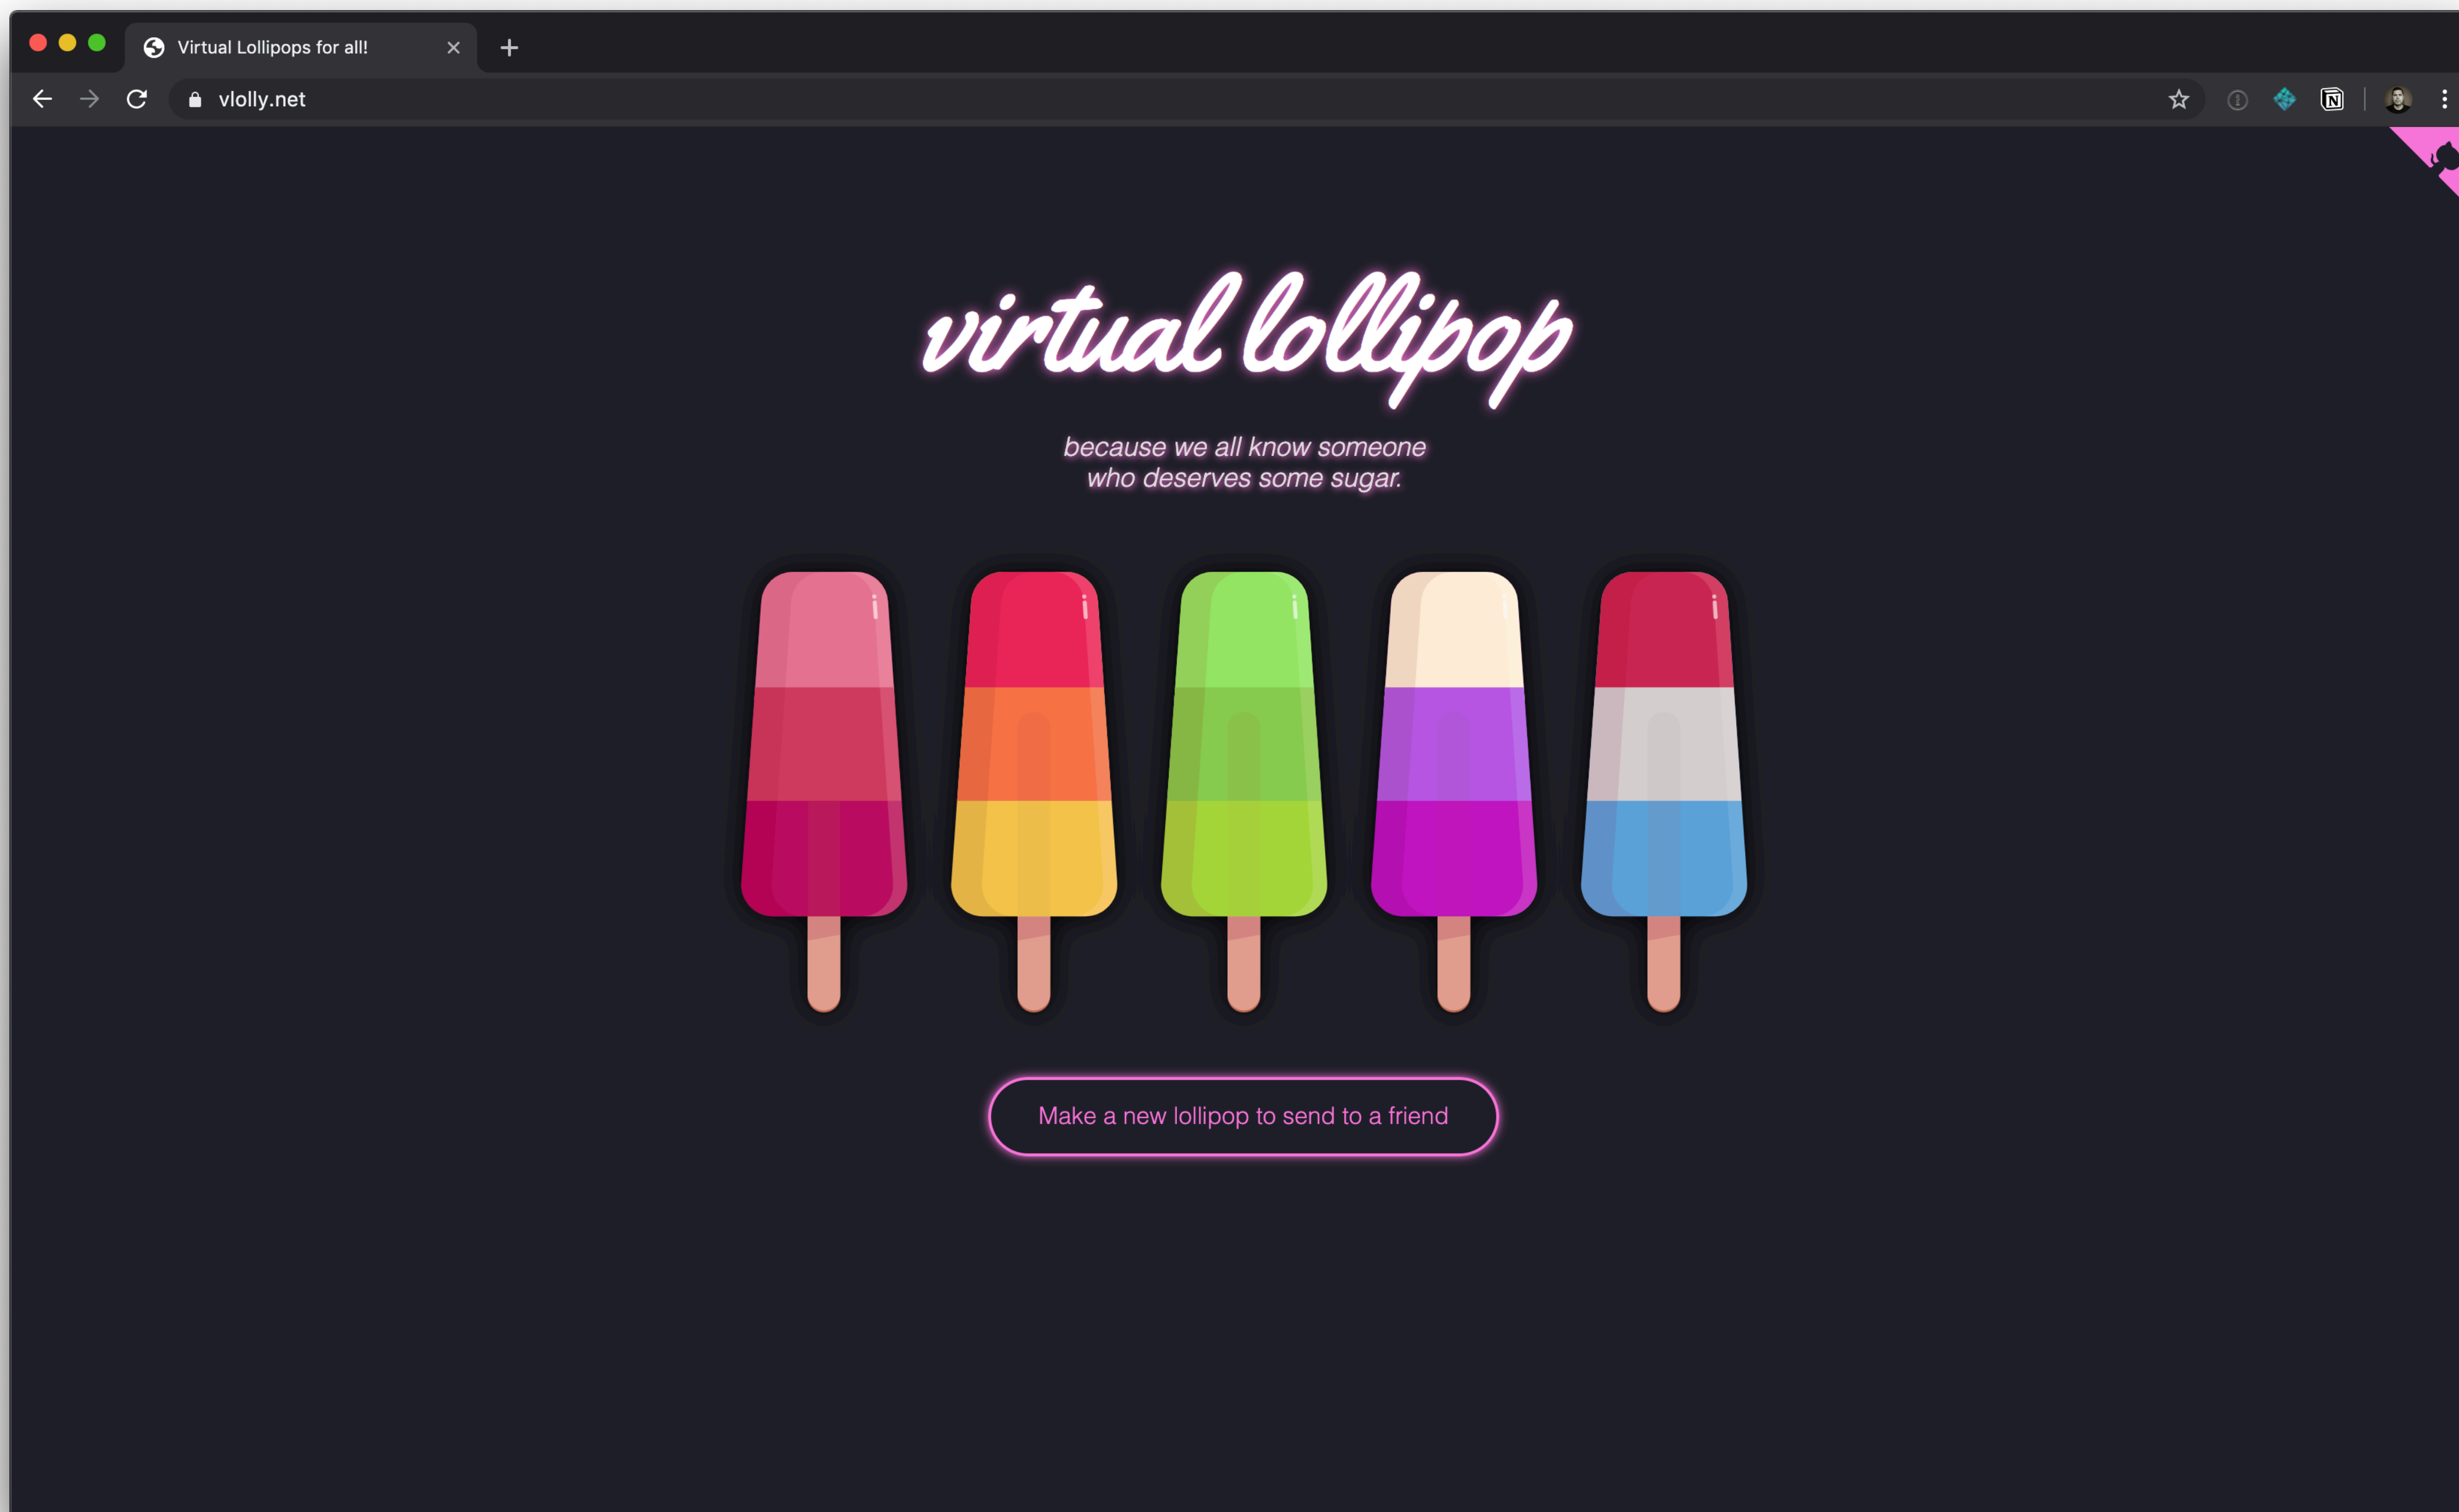 Virtual Lollipops for all!
vlolly.net
virtual lollipop
because we all know someone
who deserves some sugar.
Make a new lollipop to send to a friend